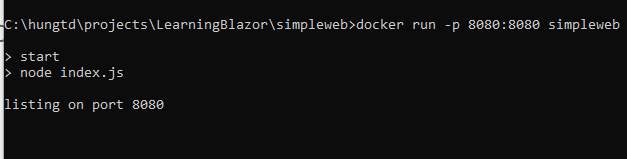 C:\hungtd\projects\LearningBlazor\simpleweb>docker run -p 8080:8080 simpleweb
> start
> node index.js
listing on port 8080